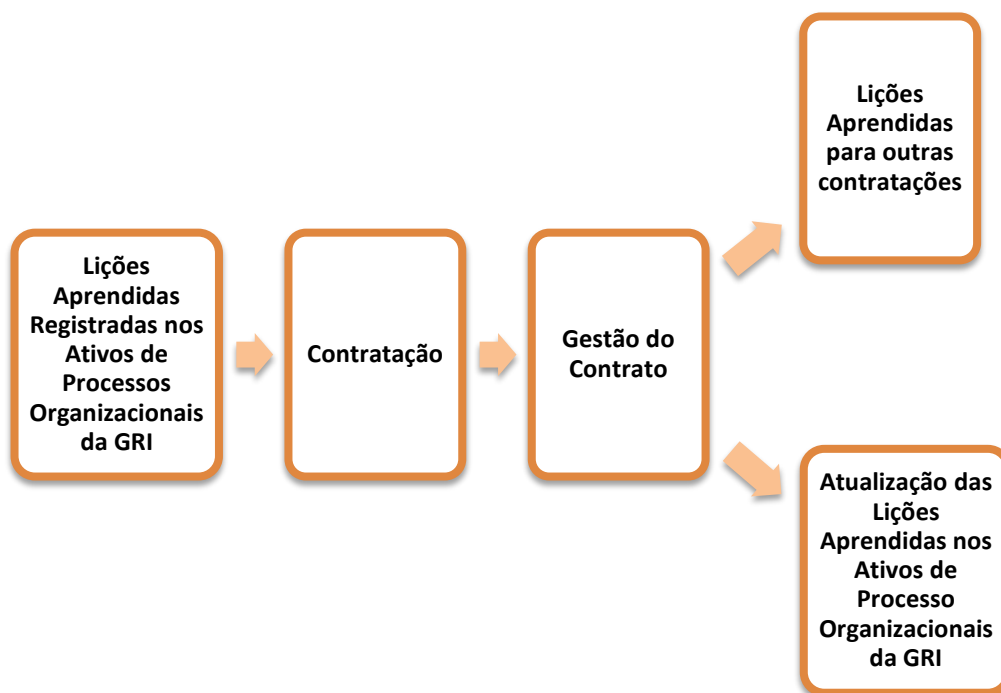 Lições
Aprendidas
Registradas nos
Ativos de
Processos
Organizacionais
da GRI
Contratação
Gestão do
Contrato
Lições
Aprendidas
para outras
contratações
Atualização das
Lições
Aprendidas nos
Ativos de
Processo
Organizacionais
da GRI